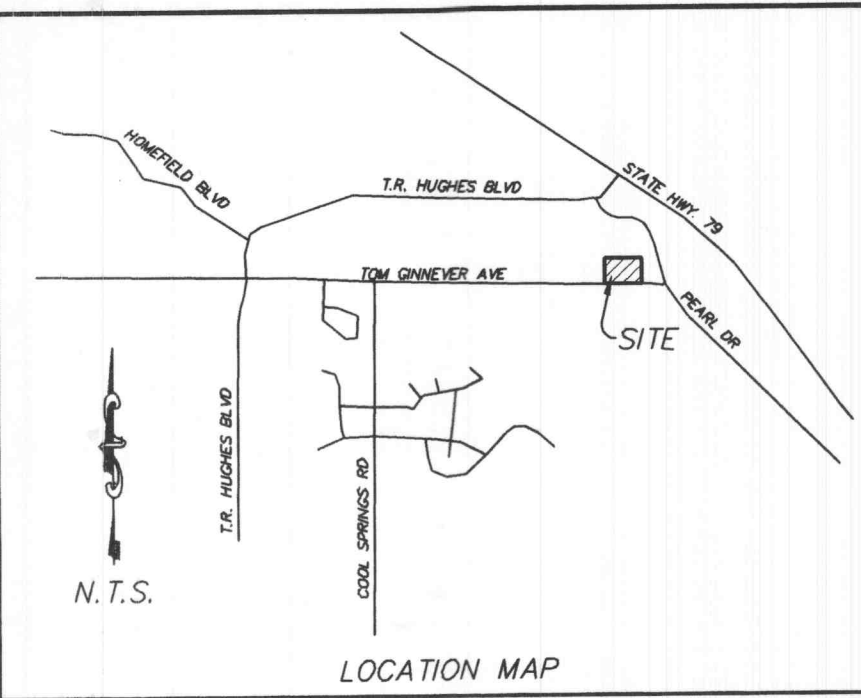 HOMEFIELD BLVD
T.R. HUGHES BLVD
STATE HWY. 79
TOM GINNEVER AVE
SITE
PEARL DR
T.R. HUGHES BLVD
COOL SPRINGS RD
N.T.S.
LOCATION MAP